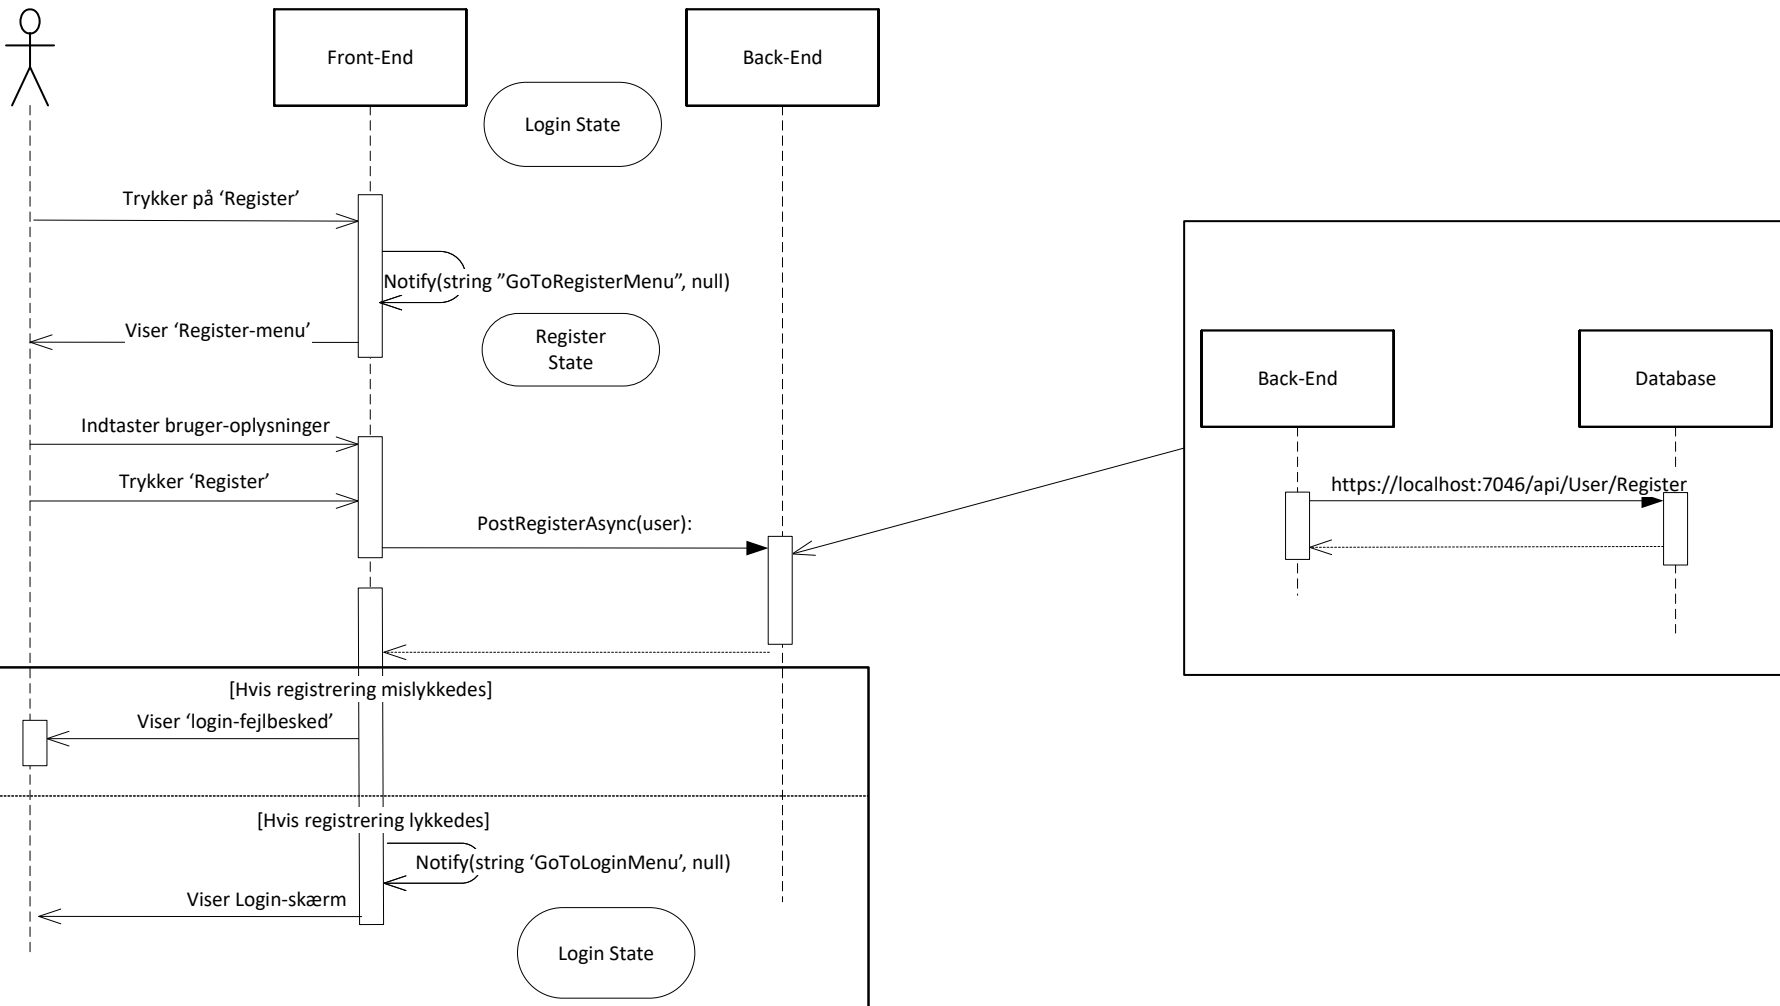 Front-End
Back-End
Login State
Trykker på ‘Register’
Notify(string ”GoToRegisterMenu”, null)
Viser ‘Register-menu’
Register
State
Back-End
Database
Indtaster bruger-oplysninger
Trykker ‘Register’
https://localhost:7046/api/User/Register
PostRegisterAsync(user):
[Hvis registrering mislykkedes]
Viser ‘login-fejlbesked’
[Hvis registrering lykkedes]
Notify(string ‘GoToLoginMenu’, null)
Viser Login-skærm
Login State